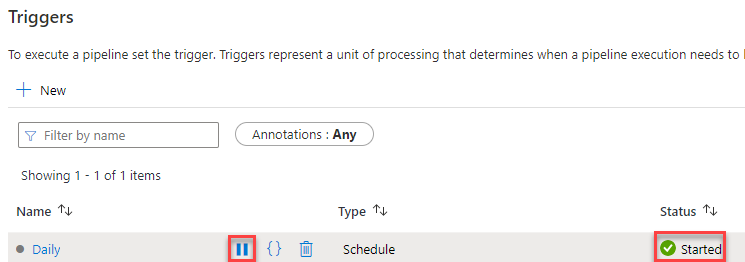 Triggers
To execute a pipeline set the trigger. Triggers represent a unit of processing that determines when a pipeline execution needs to
New
Filter by name
Annotations : Any
Showing 1 - 1 of 1 items
Name Type Status
Daily {} Schedule Started